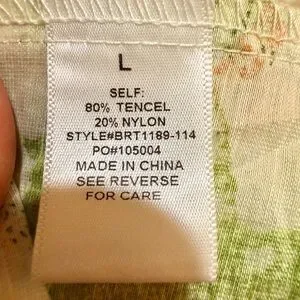 L
SELF:
80% TENCEL
20% NYLON
STYLE#BRT1189-114
PO#105004
MADE IN CHINA
SEE REVERSE
FOR CARE